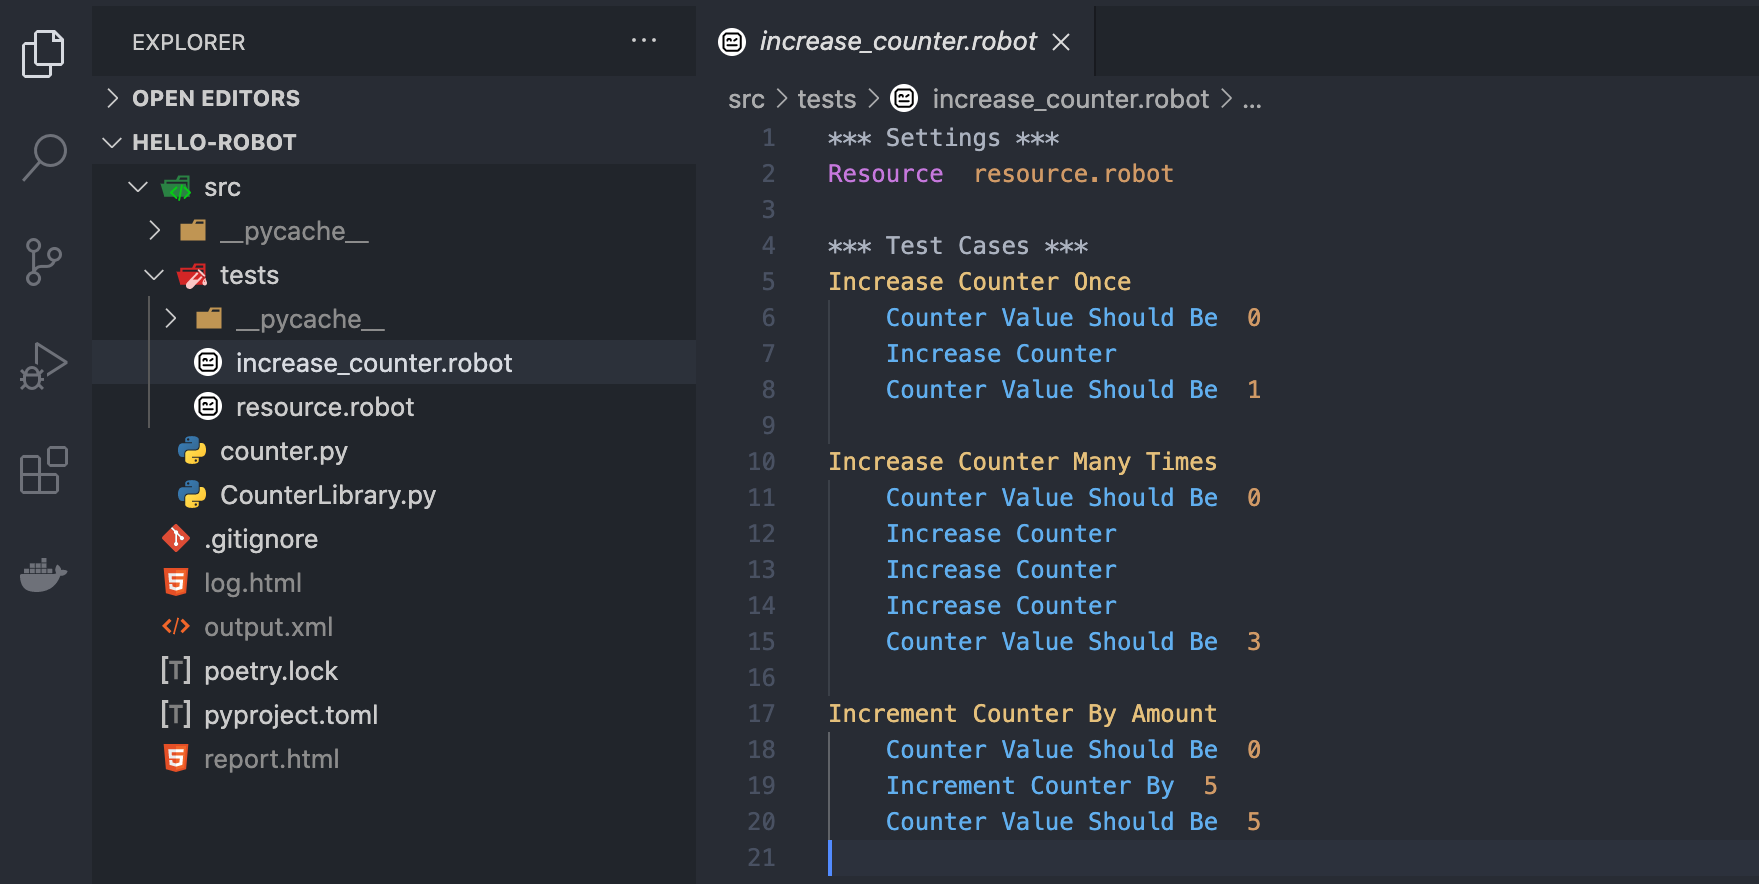 EXPLORER
OPEN EDITORS
HELLO-ROBOT
src
__pycache__
tests
__pycache__
increase_counter.robot
resource.robot
counter.py
CounterLibrary.py
.gitignore
log.html
output.xml
poetry.lock
pyproject.toml
report.html
increase_counter.robot
src > tests > increase_counter.robot > ...
1 *** Settings ***
2 Resource  resource.robot
3
4 *** Test Cases ***
5 Increase Counter Once
6     Counter Value Should Be  0
7     Increase Counter
8     Counter Value Should Be  1
9
10 Increase Counter Many Times
11     Counter Value Should Be  0
12     Increase Counter
13     Increase Counter
14     Increase Counter
15     Counter Value Should Be  3
16
17 Increment Counter By Amount
18     Counter Value Should Be  0
19     Increment Counter By  5
20     Counter Value Should Be  5
21